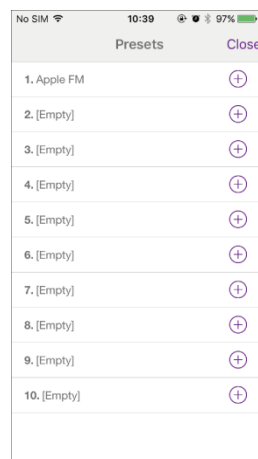 No SIM 10:39 97%
Presets Close
1. Apple FM
2. [Empty]
3. [Empty]
4. [Empty]
5. [Empty]
6. [Empty]
7. [Empty]
8. [Empty]
9. [Empty]
10. [Empty]